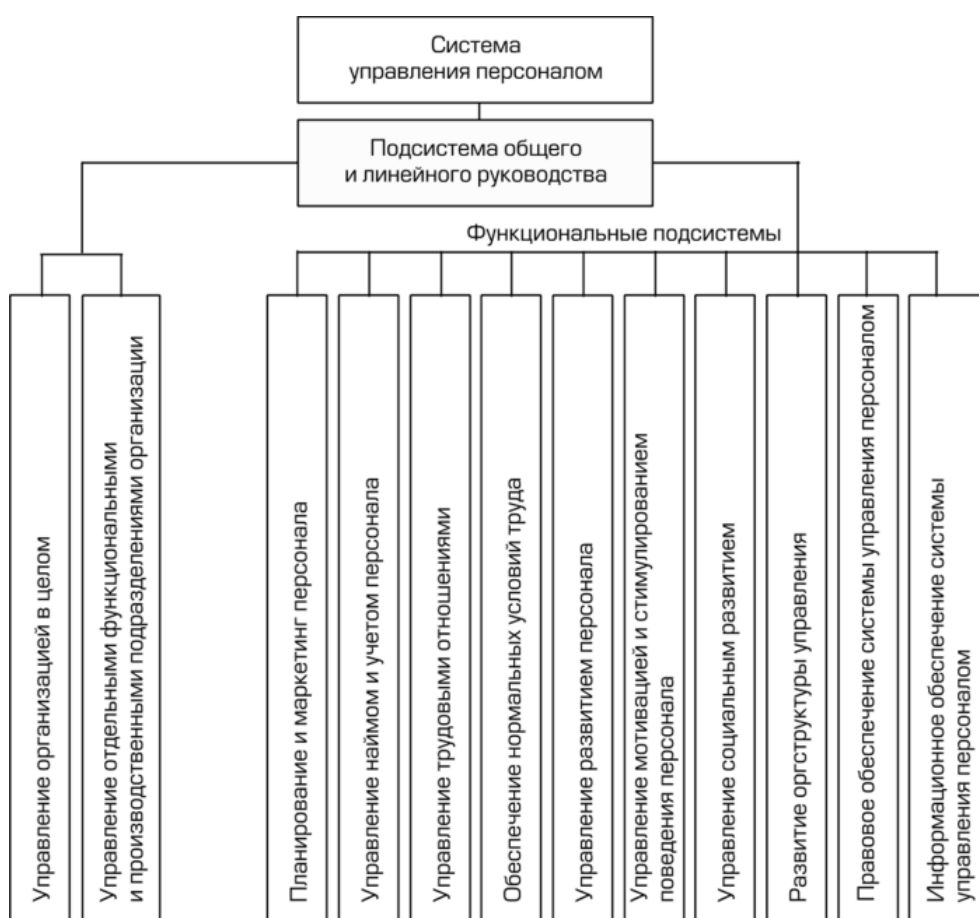 Система
управления персоналом
Подсистема общего
и линейного руководства
Функциональные подсистемы
Управление организацией в целом
Управление отдельными функциональными
и производственными подразделениями организации
Планирование и маркетинг персонала
Управление наймом и учетом персонала
Управление трудовыми отношениями
Обеспечение нормальных условий труда
Управление развитием персонала
Управление мотивацией и стимулированием
поведения персонала
Управление социальным развитием
Развитие оргструктуры управления
Правовое обеспечение системы управления персоналом
Информационное обеспечение системы
управления персоналом